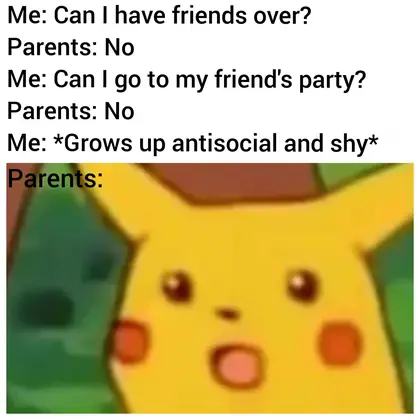 Me: Can I have friends over?
Parents: No
Me: Can I go to my friend's party?
Parents: No
Me: *Grows up antisocial and shy*
Parents: